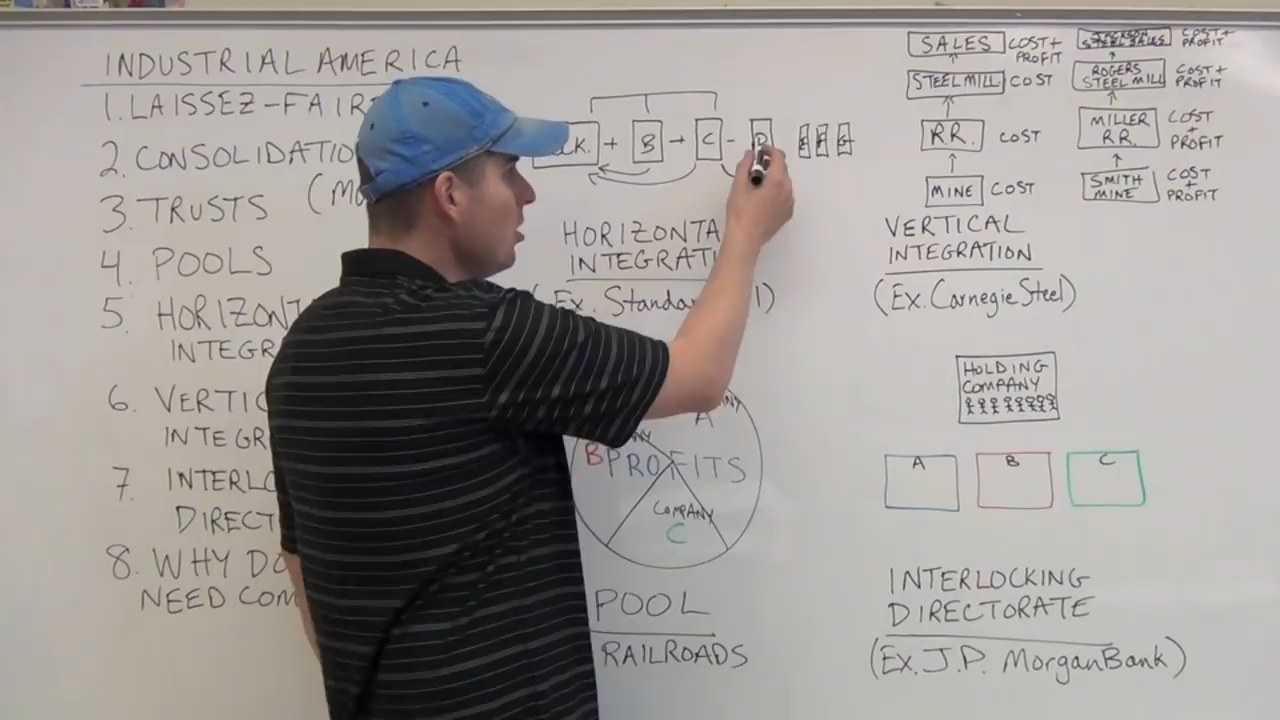 INDUSTRIAL AMERICA
1. LAISSEZ-FAIR
2. CONSOLIDATIO
3. TRUSTS
4. POOLS
5. HORIZONT
INTEGR
6. VERTIC
INTEGR
7. INTERLO
DIRECT
8. WHY DO
NEED COM
K. + B + C - D
HORIZONTA
INTEGRATI
(Ex. Standa l)
A
B PROFITS
COMPANY
C
POOL
RAILROADS
SALES COST+
PROFIT
STEEL MILL COST
R.R. COST
MINE COST
STEEL SALES COST+
PROFIT
ROGERS
STEEL MILL COST+
PROFIT
MILLER
R.R. COST
+
PROFIT
SMITH
MINE COST
+
PROFIT
VERTICAL
INTEGRATION
(Ex. Carnegie Steel)
HOLDING
COMPANY
A B C
INTERLOCKING
DIRECTORATE
(Ex. J.P. Morgan Bank)